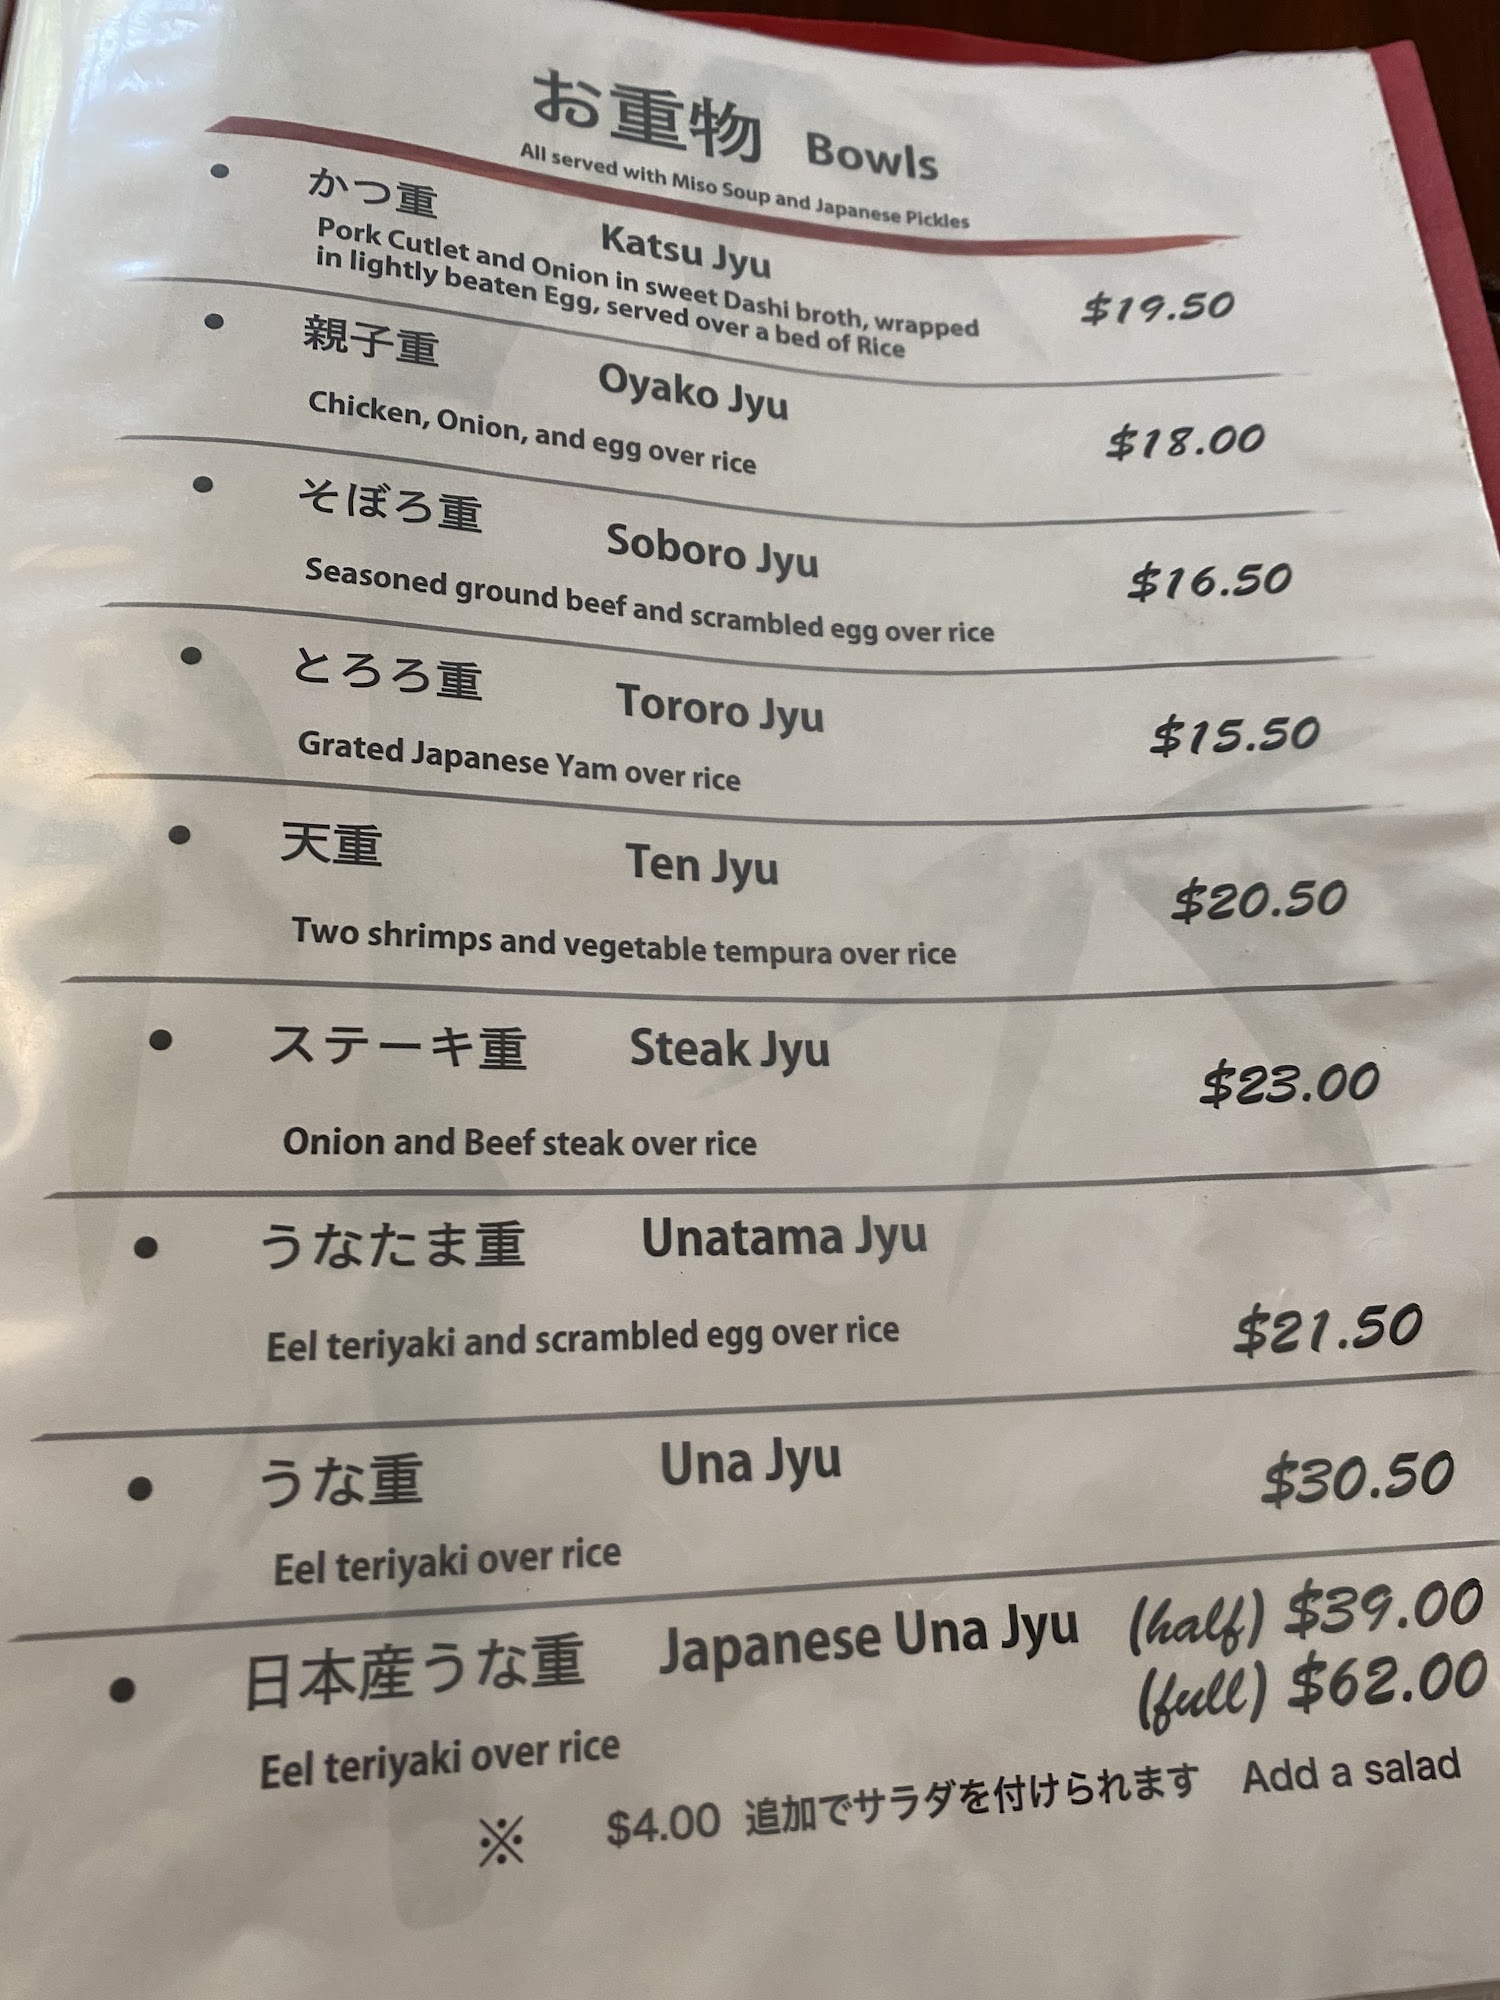 お重物 Bowls
All served with Miso Soup and Japanese Pickles
• かつ重 Katsu Jyu
Pork Cutlet and Onion in sweet Dashi broth, wrapped
in lightly beaten Egg, served over a bed of Rice
$19.50
• 親子重 Oyako Jyu
Chicken, Onion, and egg over rice
$18.00
• そぼろ重 Soboro Jyu
Seasoned ground beef and scrambled egg over rice
$16.50
• とろろ重 Tororo Jyu
Grated Japanese Yam over rice
$15.50
• 天重 Ten Jyu
Two shrimps and vegetable tempura over rice
$20.50
• ステーキ重 Steak Jyu
Onion and Beef steak over rice
$23.00
• うなたま重 Unatama Jyu
Eel teriyaki and scrambled egg over rice
$21.50
• うな重 Una Jyu
$30.50
Eel teriyaki over rice
• 日本産うな重 Japanese Una Jyu (half) $39.00
(full) $62.00
Eel teriyaki over rice
※ $4.00 追加でサラダを付けられます Add a salad